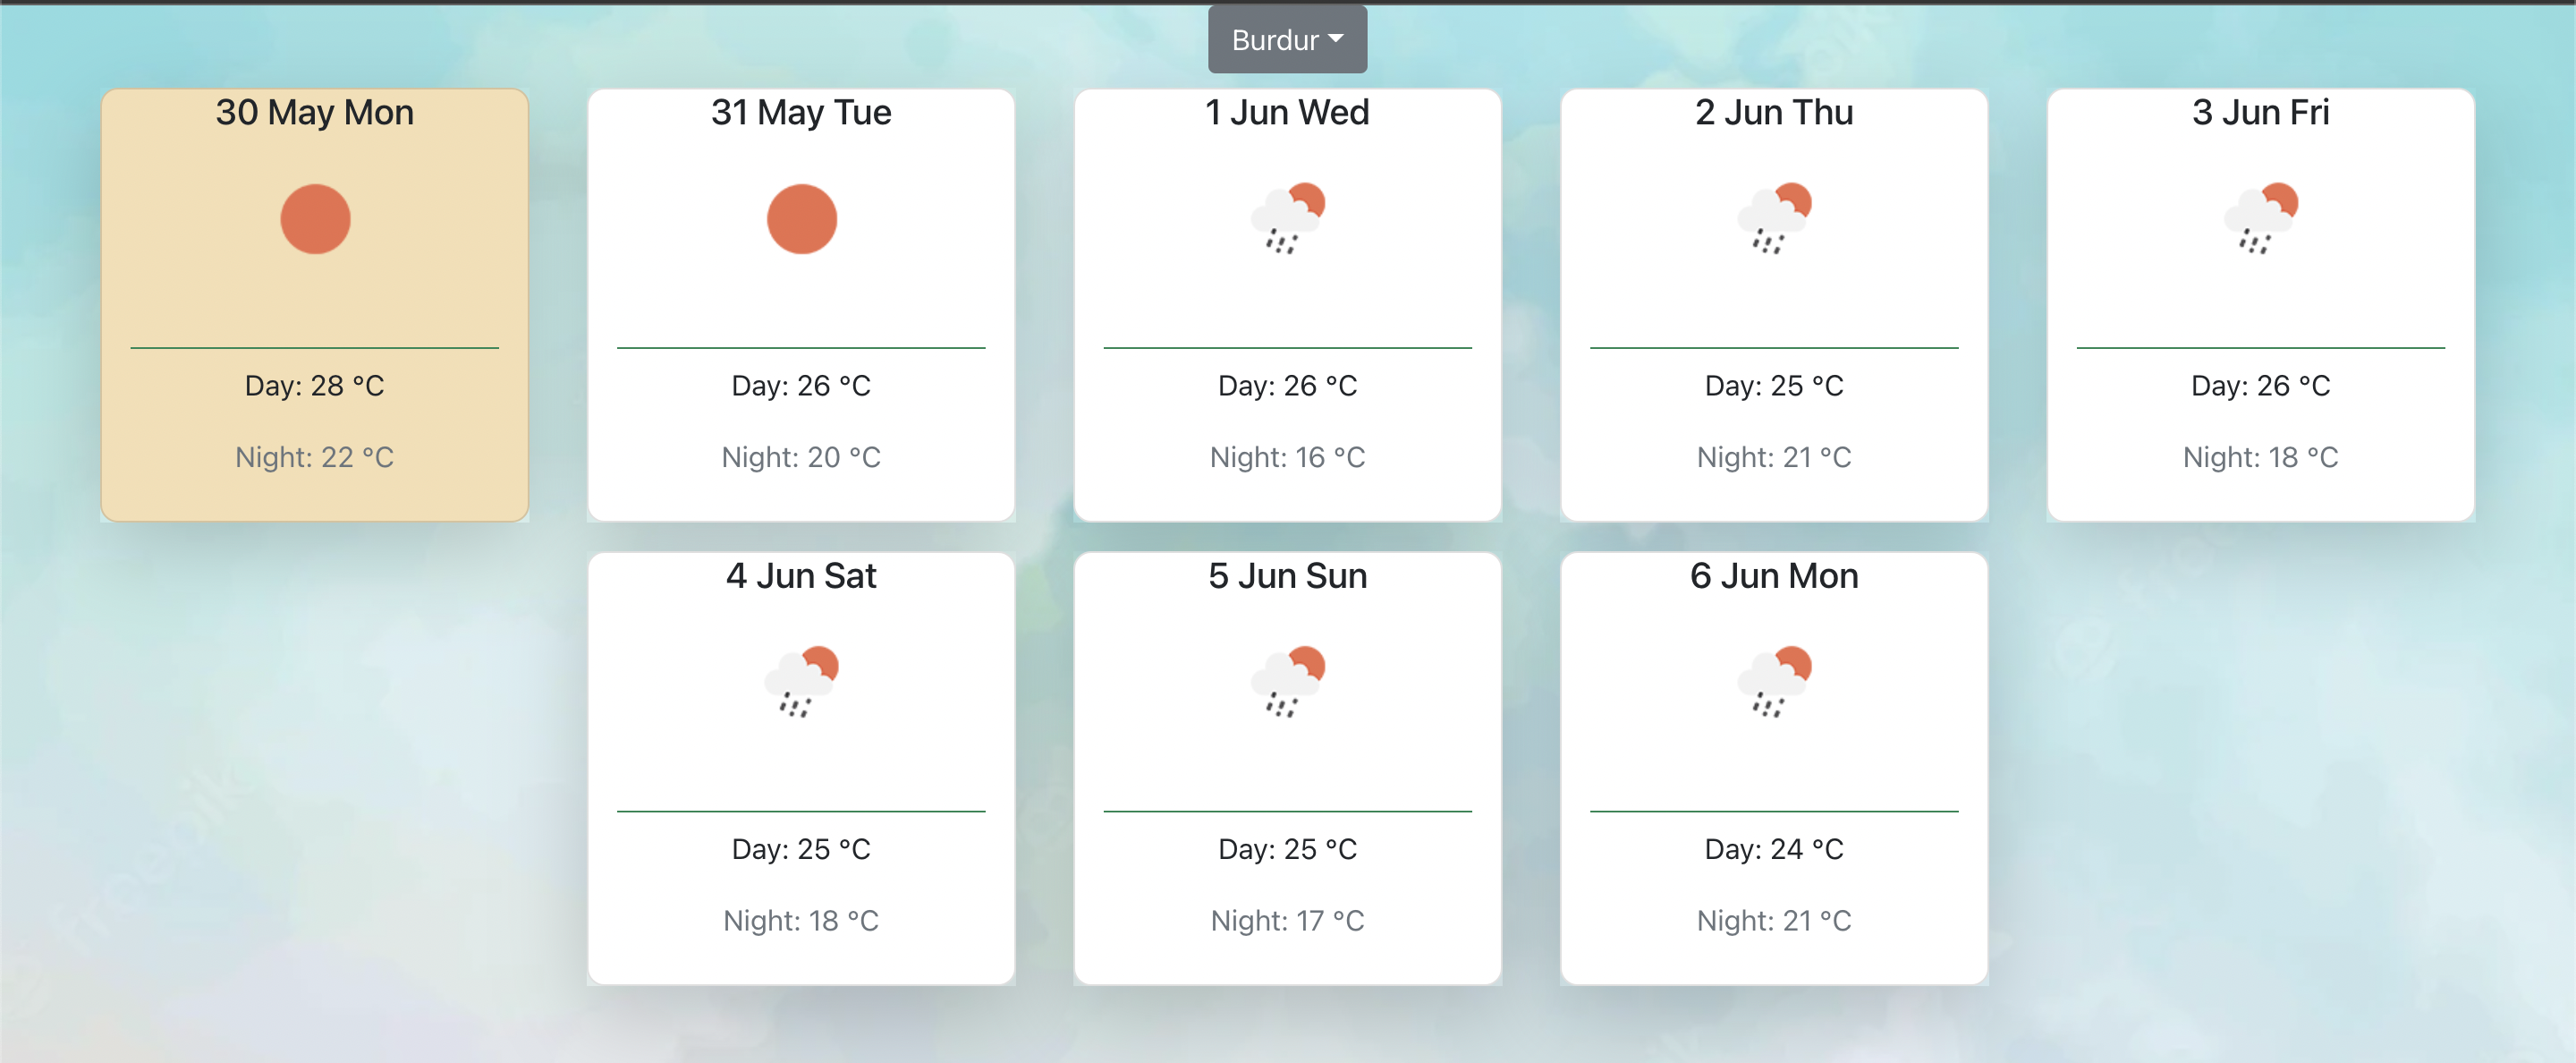 Burdur
30 May Mon
Day: 28 °C
Night: 22 °C
31 May Tue
Day: 26 °C
Night: 20 °C
1 Jun Wed
Day: 26 °C
Night: 16 °C
2 Jun Thu
Day: 25 °C
Night: 21 °C
3 Jun Fri
Day: 26 °C
Night: 18 °C
4 Jun Sat
Day: 25 °C
Night: 18 °C
5 Jun Sun
Day: 25 °C
Night: 17 °C
6 Jun Mon
Day: 24 °C
Night: 21 °C
freepik